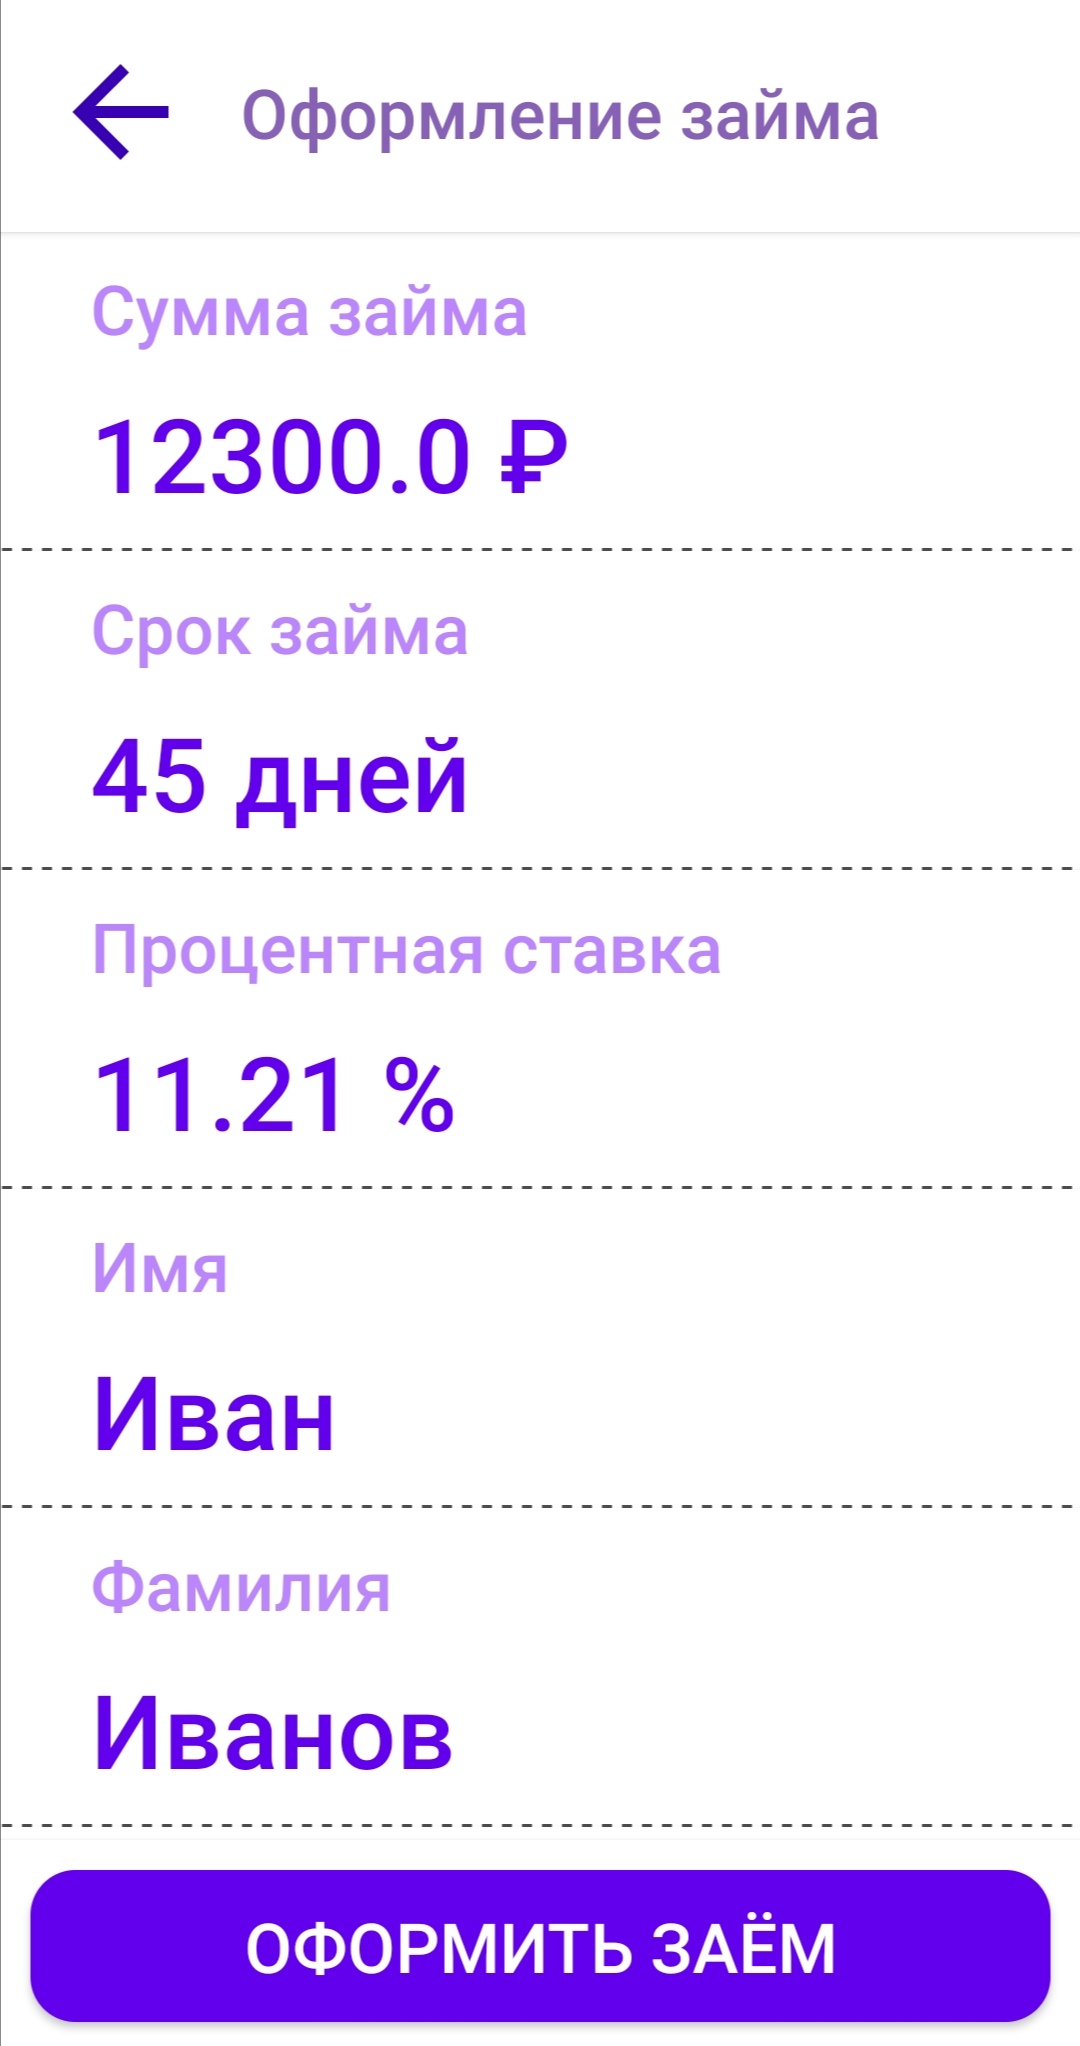 Оформление займа
Сумма займа
12300.0 ₽
Срок займа
45 дней
Процентная ставка
11.21 %
Имя
Иван
Фамилия
Иванов
ОФОРМИТЬ ЗАЁМ